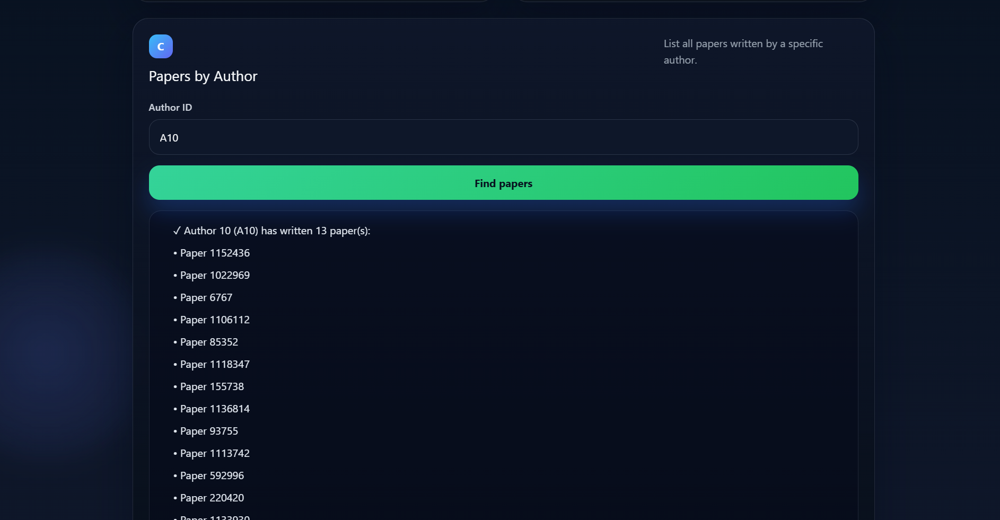 C
List all papers written by a specific
author.
Papers by Author
Author ID
A10
Find papers
✓ Author 10 (A10) has written 13 paper(s):
• Paper 1152436
• Paper 1022969
• Paper 6767
• Paper 1106112
• Paper 85352
• Paper 1118347
• Paper 155738
• Paper 1136814
• Paper 93755
• Paper 1113742
• Paper 592996
• Paper 220420
• Paper 1133930